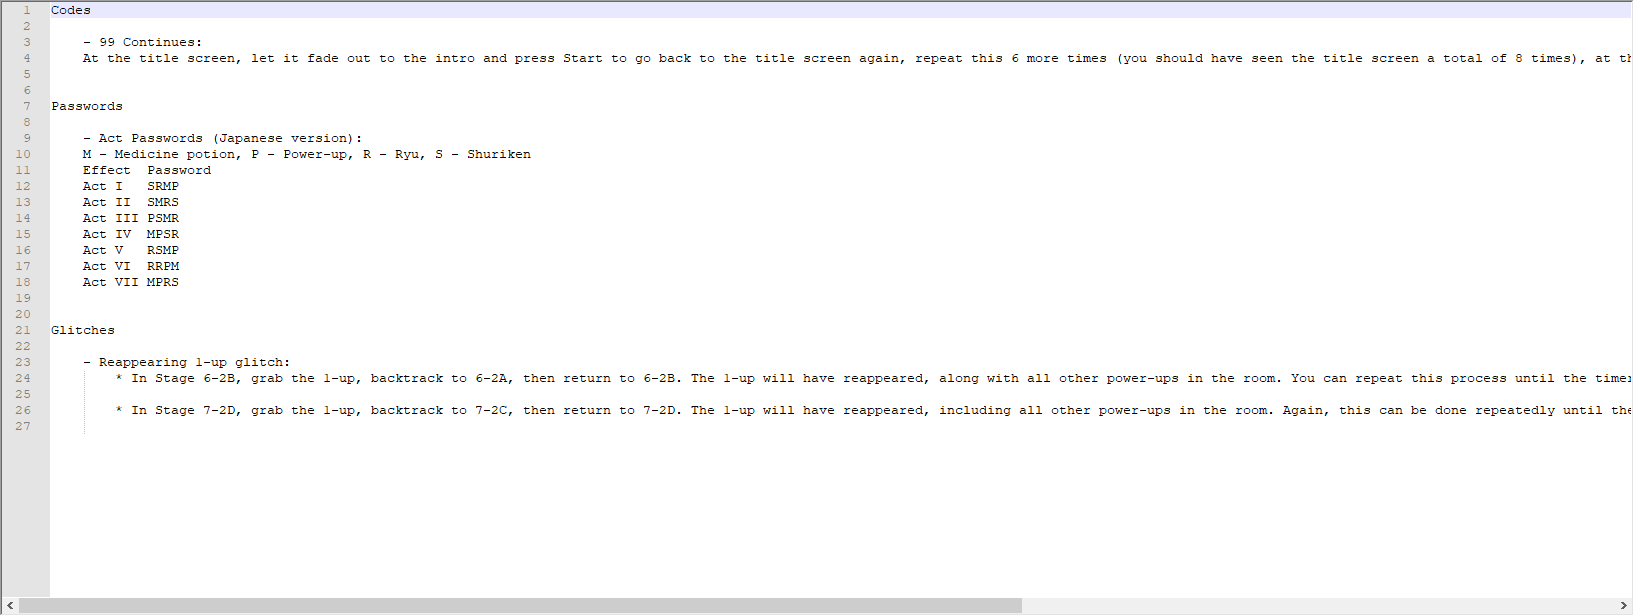 1 Codes
2
3 - 99 Continues:
4 At the title screen, let it fade out to the intro and press Start to go back to the title screen again, repeat this 6 more times (you should have seen the title screen a total of 8 times), at
5
6
7 Passwords
8
9 - Act Passwords (Japanese version):
10 M - Medicine potion, P - Power-up, R - Ryu, S - Shuriken
11 Effect Password
12 Act I SRMP
13 Act II SMRS
14 Act III PSMR
15 Act IV MPSR
16 Act V RSMP
17 Act VI RRPM
18 Act VII MPRS
19
20
21 Glitches
22
23 - Reappearing 1-up glitch:
24 * In Stage 6-2B, grab the 1-up, backtrack to 6-2A, then return to 6-2B. The 1-up will have reappeared, along with all other power-ups in the room. You can repeat this process until the
25
26 * In Stage 7-2D, grab the 1-up, backtrack to 7-2C, then return to 7-2D. The 1-up will have reappeared, including all other power-ups in the room. Again, this can be done repeatedly until the
27